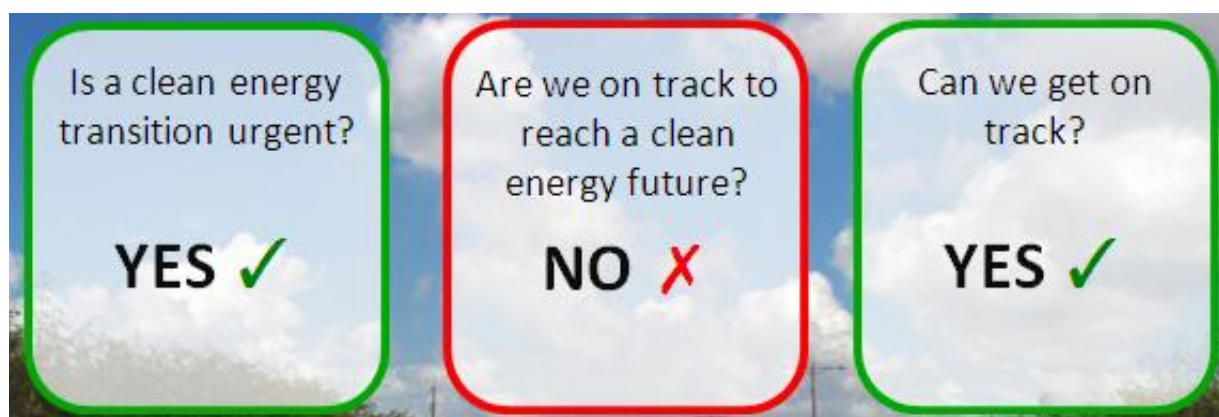 Is a clean energy
transition urgent?
YES ✓
Are we on track to
reach a clean
energy future?
NO ✗
Can we get on
track?
YES ✓